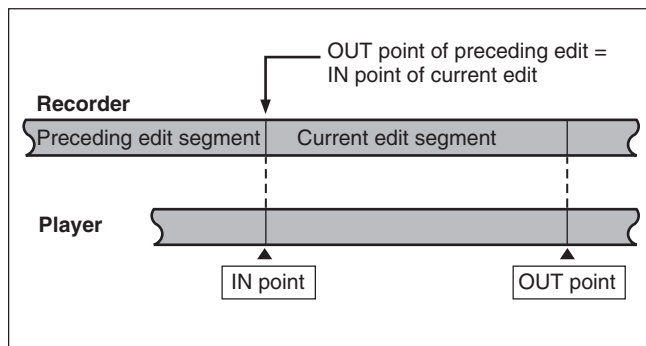 OUT point of preceding edit =
IN point of current edit
Recorder
Preceding edit segment
Current edit segment
Player
IN point
OUT point